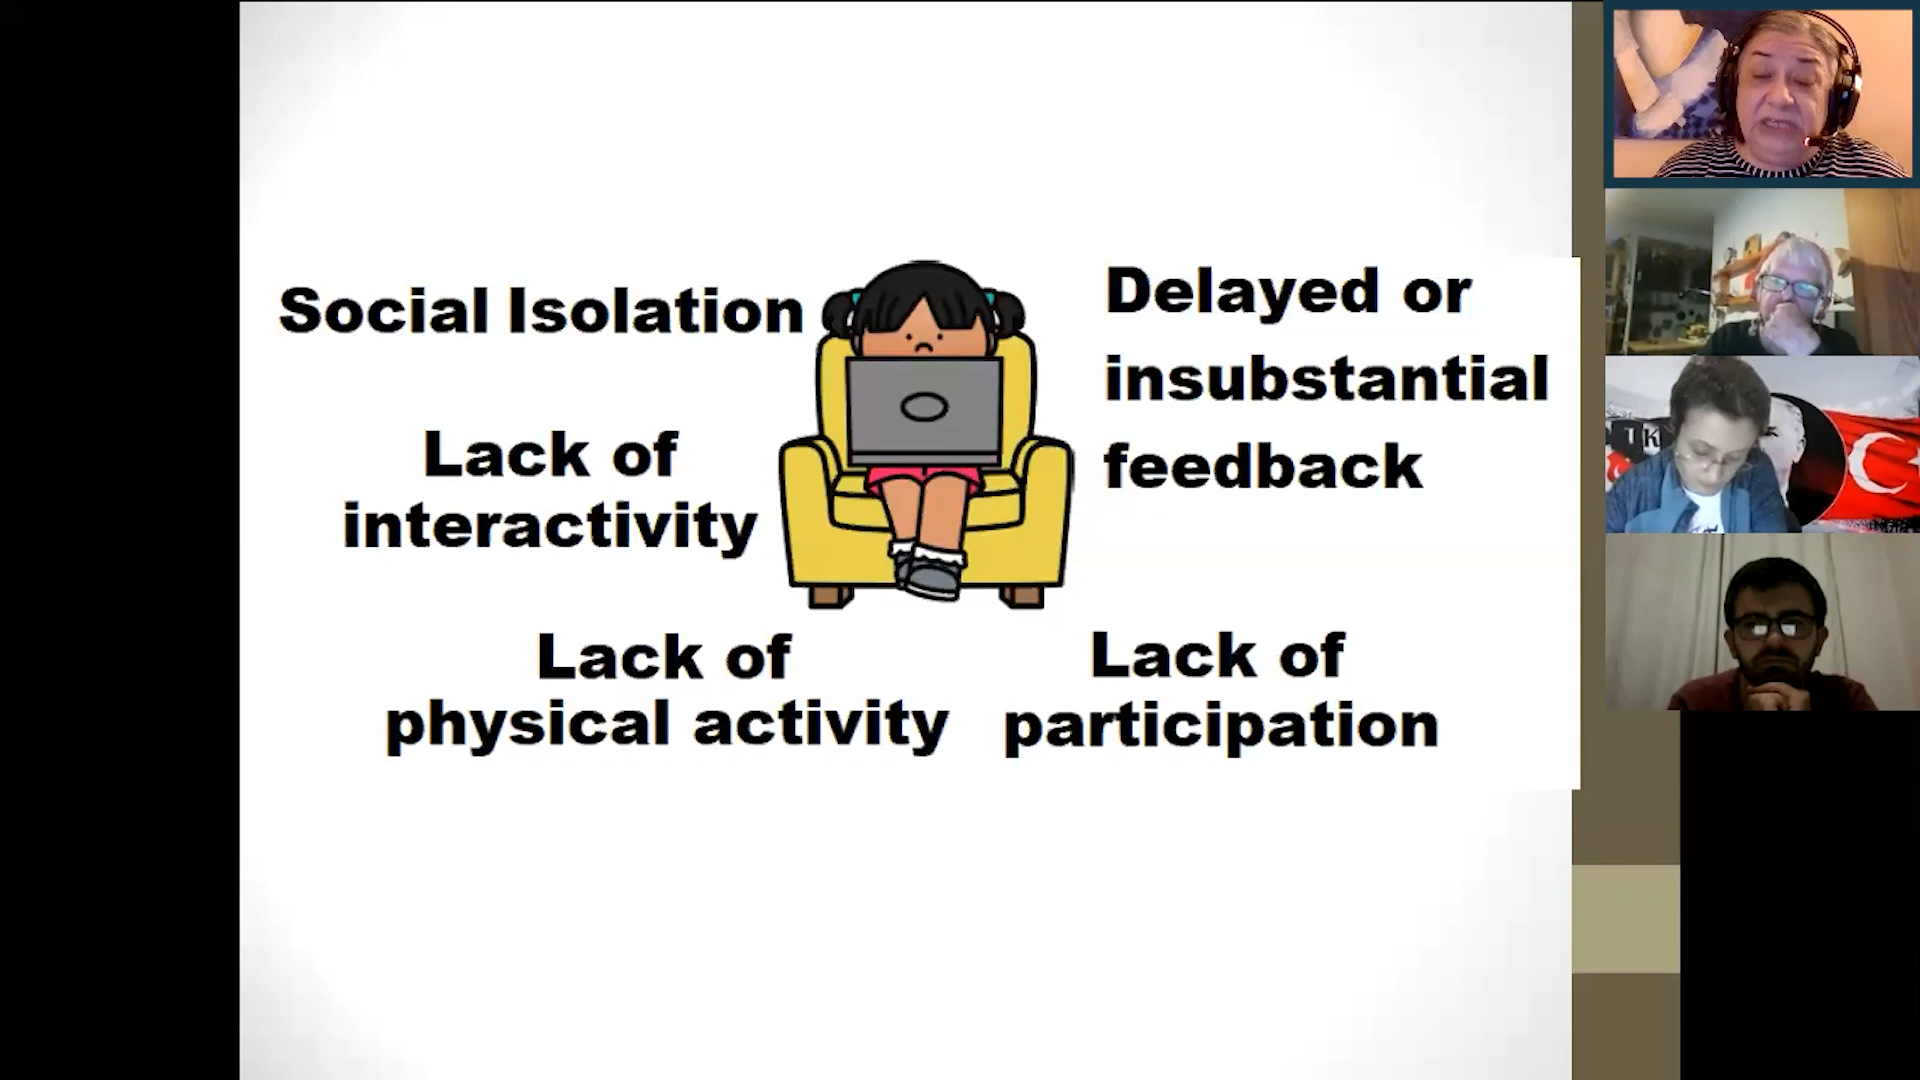 Social Isolation
Lack of
interactivity
Delayed or
insubstantial
feedback
Lack of
physical activity
Lack of
participation